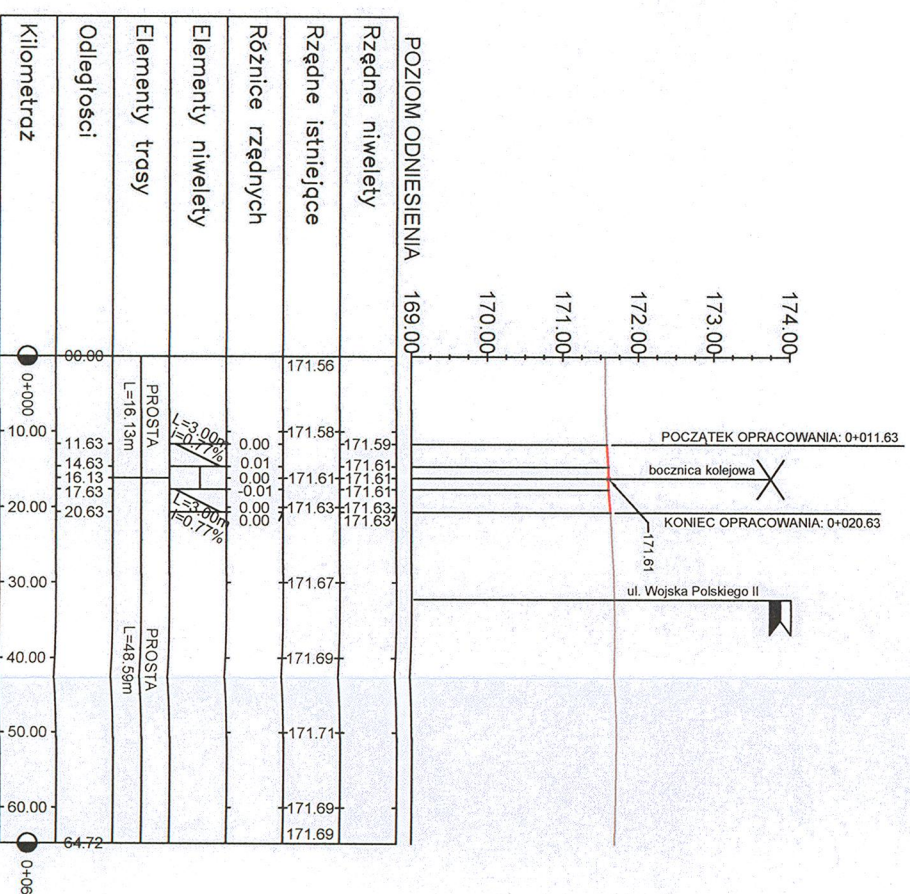 174.00
173.00
172.00
171.00
170.00
169.00
POZIOM ODNIESIENIA
POCZĄTEK OPRACOWANIA: 0+011.63
bocznica kolejowa
171.61
KONIEC OPRACOWANIA: 0+020.63
ul. Wojska Polskiego II
Rzędne niwelety
171.59
171.61
171.61
171.61
171.63
171.63
Rzędne istniejące
171.56
171.58
171.61
171.63
171.67
171.69
171.71
171.69
171.69
Różnice rzędnych
0.00
0.01
0.00
-0.01
0.00
0.00
Elementy niwelety
L=3.00m
i=0.77%
L=3.00m
i=0.77%
Elementy trasy
PROSTA
L=16.13m
PROSTA
L=48.59m
Odległości
00.00
11.63
14.63
16.13
17.63
20.63
64.72
Kilometraż
0+000
10.00
20.00
30.00
40.00
50.00
60.00
0+06